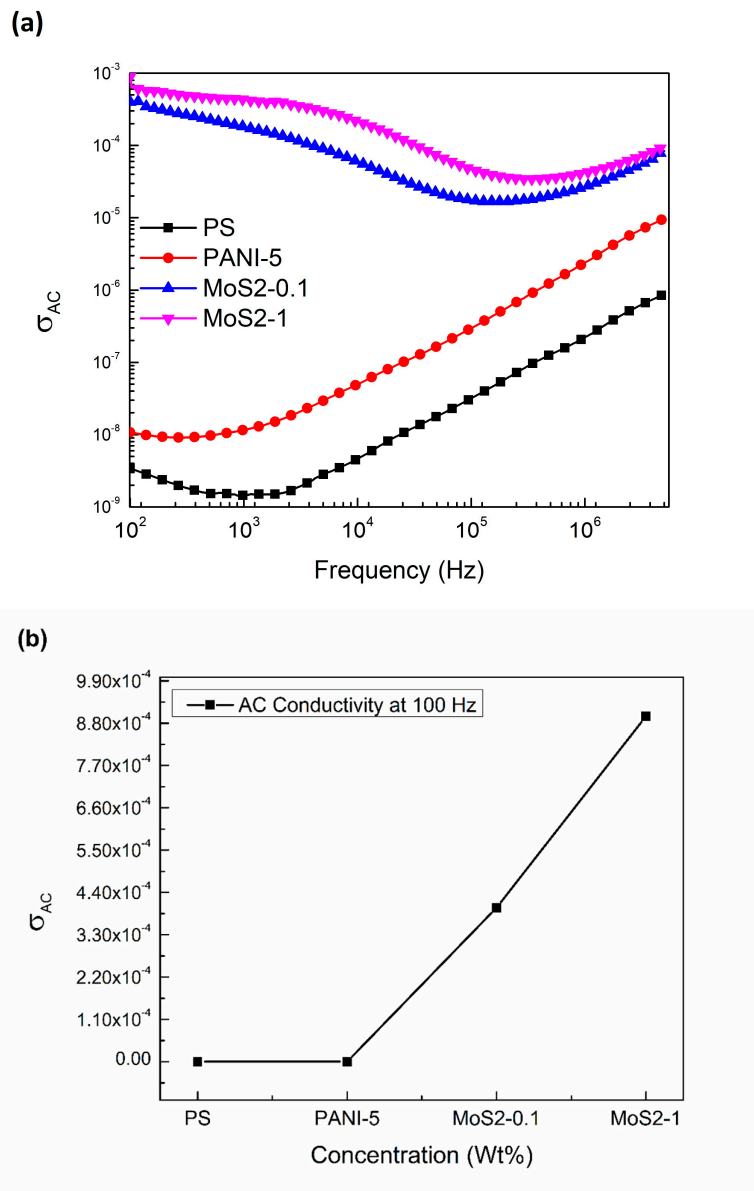 (a)
10⁻³
10⁻⁴
10⁻⁵
10⁻⁶
10⁻⁷
10⁻⁸
10⁻⁹
σAC
PS
PANI-5
MoS2-0.1
MoS2-1
10² 10³ 10⁴ 10⁵ 10⁶
Frequency (Hz)
(b)
9.90x10⁻⁴
8.80x10⁻⁴
7.70x10⁻⁴
6.60x10⁻⁴
5.50x10⁻⁴
4.40x10⁻⁴
3.30x10⁻⁴
2.20x10⁻⁴
1.10x10⁻⁴
0.00
σAC
AC Conductivity at 100 Hz
PS PANI-5 MoS2-0.1 MoS2-1
Concentration (Wt%)